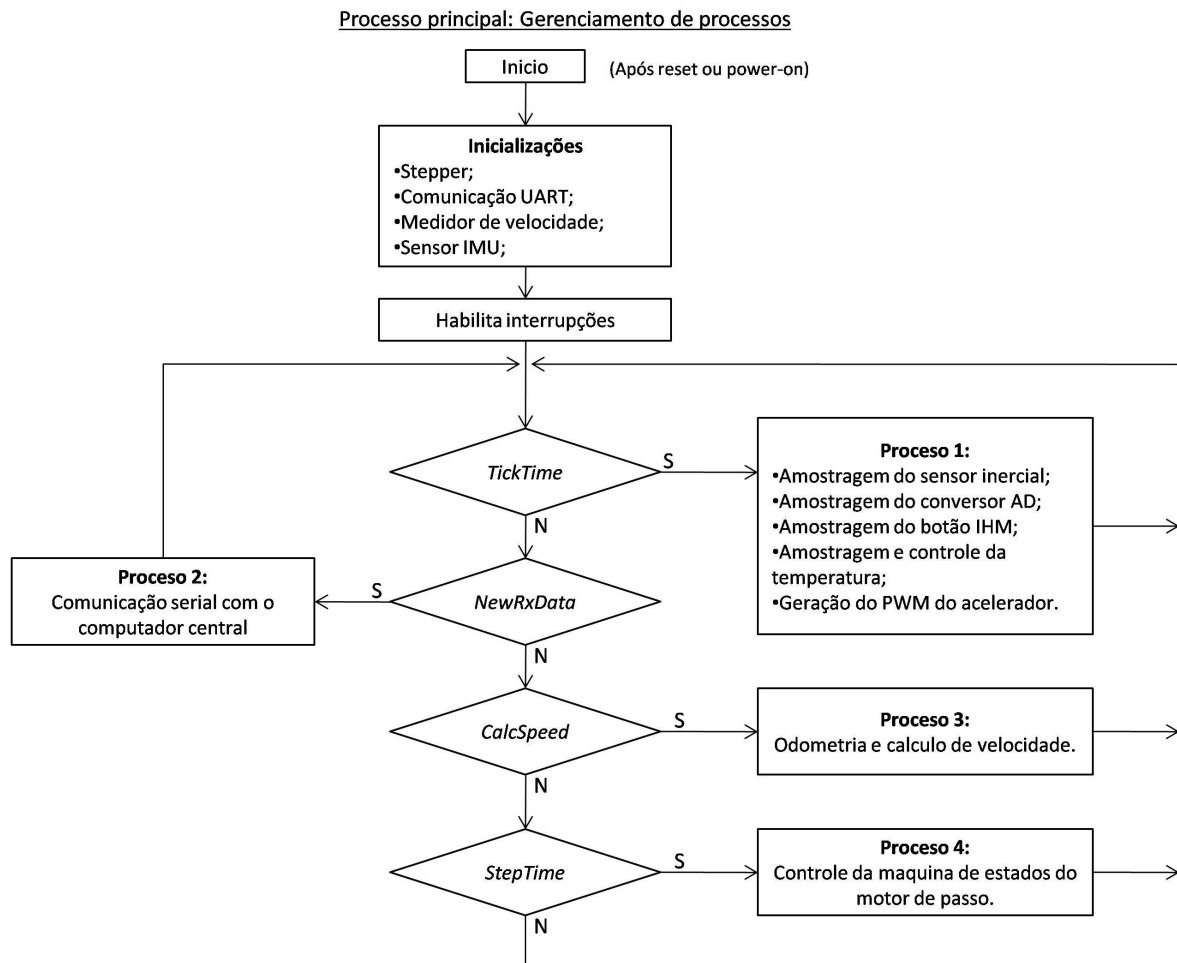 Processo principal: Gerenciamento de processos
Inicio
(Após reset ou power-on)
Inicializações
•Stepper;
•Comunicação UART;
•Medidor de velocidade;
•Sensor IMU;
Habilita interrupções
TickTime
S
N
Proceso 1:
•Amostragem do sensor inercial;
•Amostragem do conversor AD;
•Amostragem do botão IHM;
•Amostragem e controle da
temperatura;
•Geração do PWM do acelerador.
NewRxData
S
N
Proceso 2:
Comunicação serial com o
computador central
CalcSpeed
S
N
Proceso 3:
Odometria e calculo de velocidade.
StepTime
S
N
Proceso 4:
Controle da maquina de estados do
motor de passo.